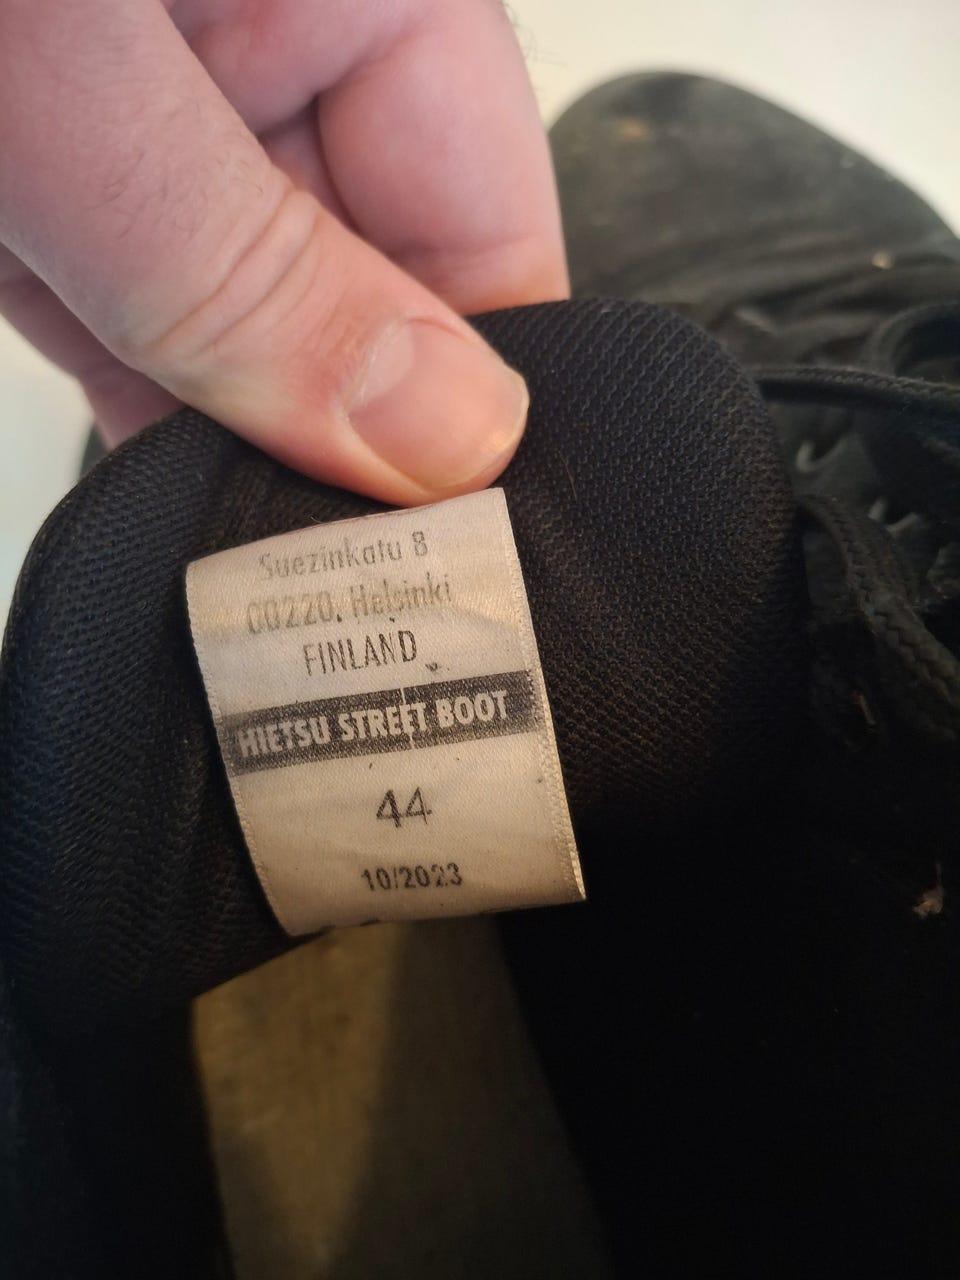 Suezinkatu 8
00220, Helsinki
FINLAND
HIETSU STREET BOOT
44
10/2023